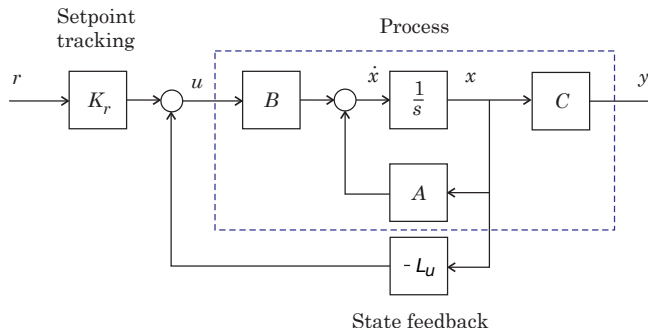 Setpoint
tracking
Process
r
K_r
u
B
ẋ
1/s
x
C
y
A
- L_u
State feedback